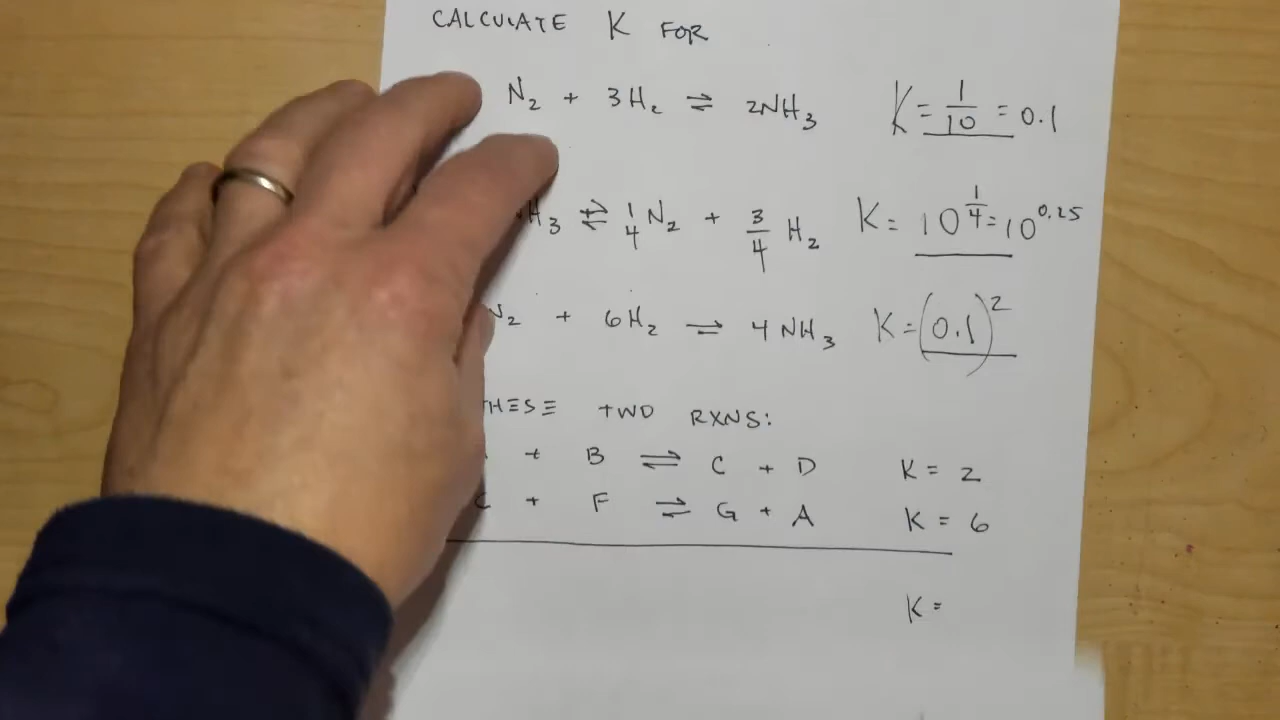 CALCULATE K FOR
N₂ + 3H₂ ⇌ 2NH₃ K = 1/10 = 0.1
H₃ ⇌ 1/4 N₂ + 3/4 H₂ K = 10^1/4 = 10^0.25
N₂ + 6H₂ ⇌ 4NH₃ K = (0.1)²
THESE TWO RXNS:
+ B ⇌ C + D K = 2
C + F ⇌ G + A K = 6
K =